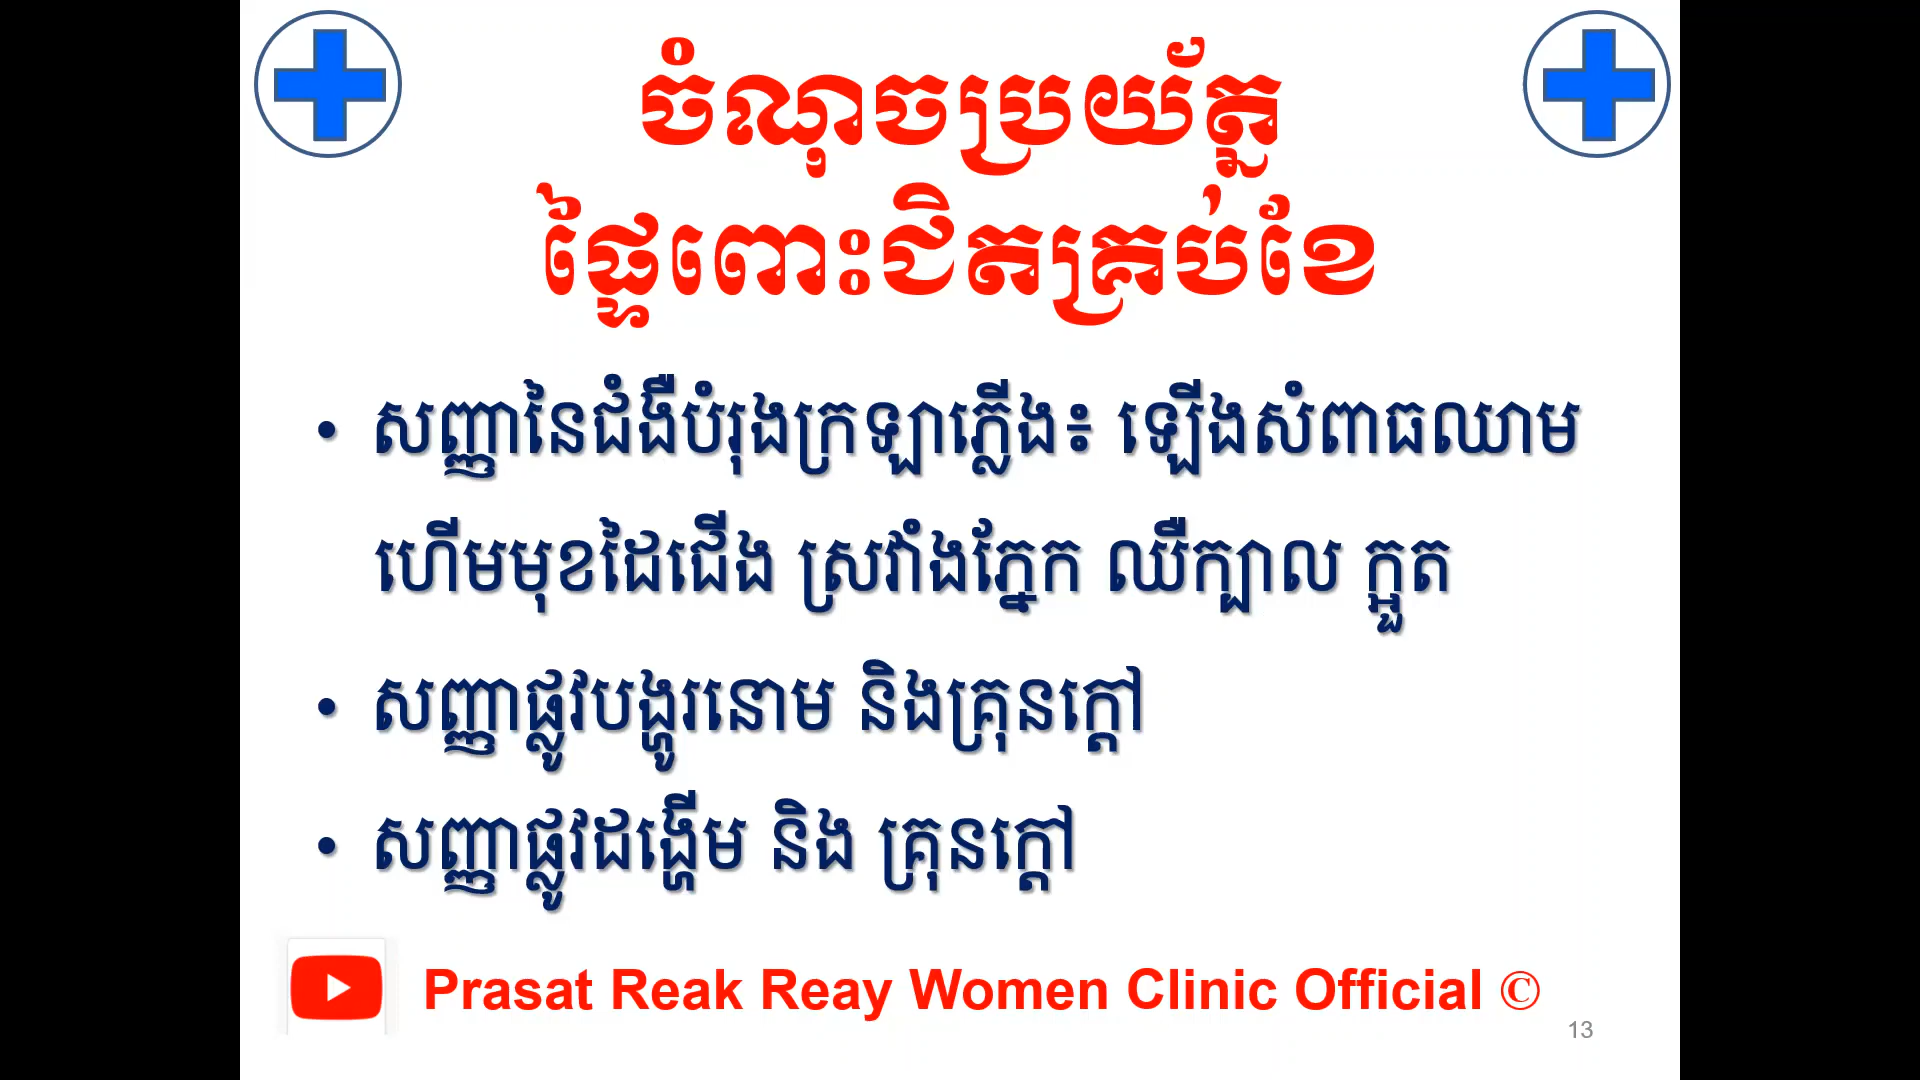 ចំណុចប្រយ័ត្ន
ផ្ទៃពោះជិតគ្រប់ខែ
• សញ្ញានៃជំងឺបំរុងក្រឡាភ្លើង៖ ឡើងសំពាធឈាម
ហើមមុខដៃជើង ស្រវាំងភ្នែក ឈឺក្បាល ក្អួត
• សញ្ញាផ្លូវបង្ហូរនោម និងគ្រុនក្តៅ
• សញ្ញាផ្លូវដង្ហើម និង គ្រុនក្តៅ
Prasat Reak Reay Women Clinic Official ©
13